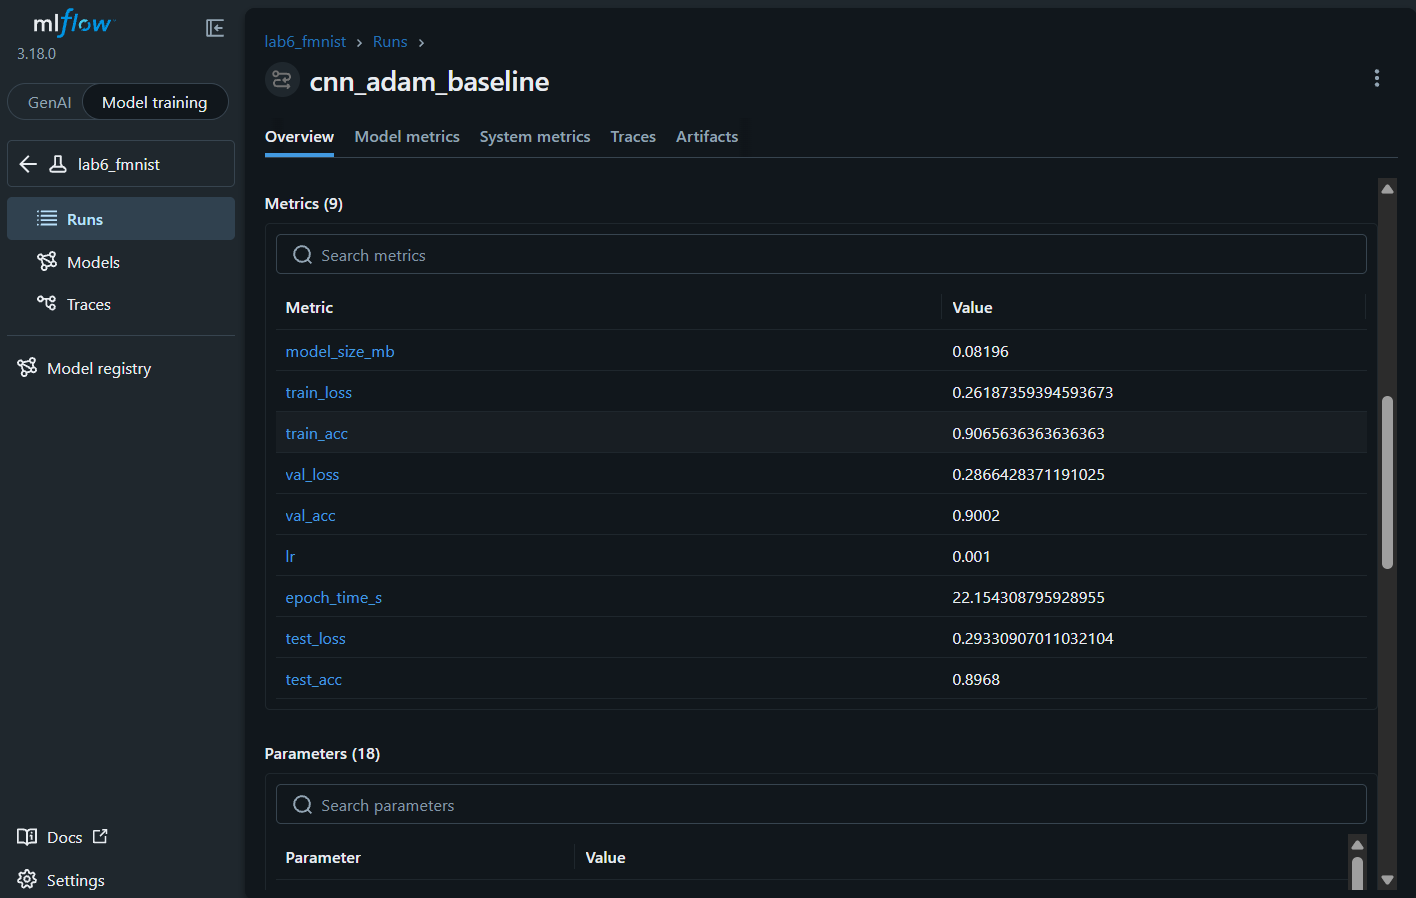 mlflow
3.18.0
GenAI
Model training
lab6_fmnist
Runs
Models
Traces
Model registry
Docs
Settings
lab6_fmnist > Runs >
cnn_adam_baseline
Overview Model metrics System metrics Traces Artifacts
Metrics (9)
Search metrics
Metric Value
model_size_mb 0.08196
train_loss 0.26187359394593673
train_acc 0.9065636363636363
val_loss 0.2866428371191025
val_acc 0.9002
lr 0.001
epoch_time_s 22.154308795928955
test_loss 0.29330907011032104
test_acc 0.8968
Parameters (18)
Search parameters
Parameter Value